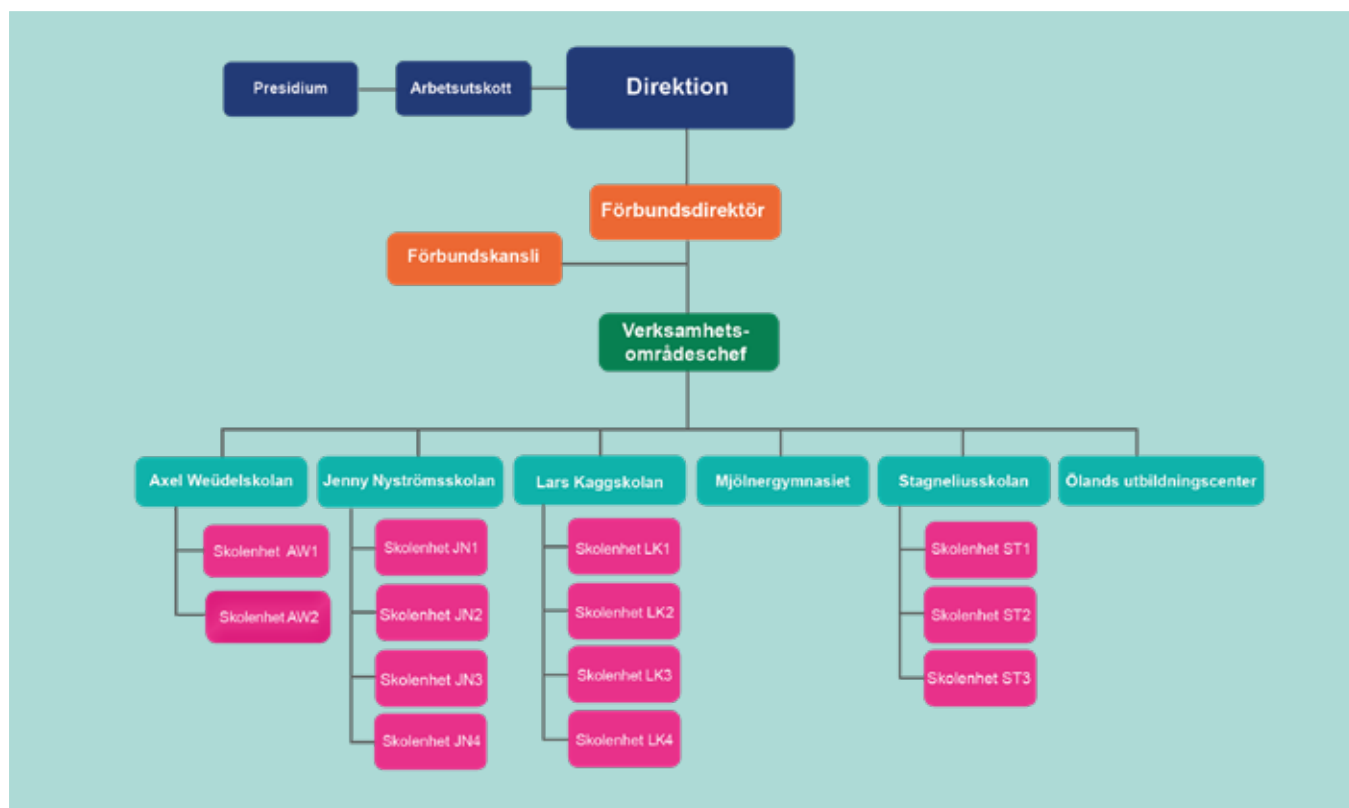 Presidium
Arbetsutskott
Direktion
Förbundsdirektör
Förbundskansli
Verksamhets-
områdeschef
Axel Weüdelskolan
Jenny Nyströmsskolan
Lars Kaggskolan
Mjölnergymnasiet
Stagneliusskolan
Ölands utbildningscenter
Skolenhet AW1
Skolenhet AW2
Skolenhet JN1
Skolenhet JN2
Skolenhet JN3
Skolenhet JN4
Skolenhet LK1
Skolenhet LK2
Skolenhet LK3
Skolenhet LK4
Skolenhet ST1
Skolenhet ST2
Skolenhet ST3